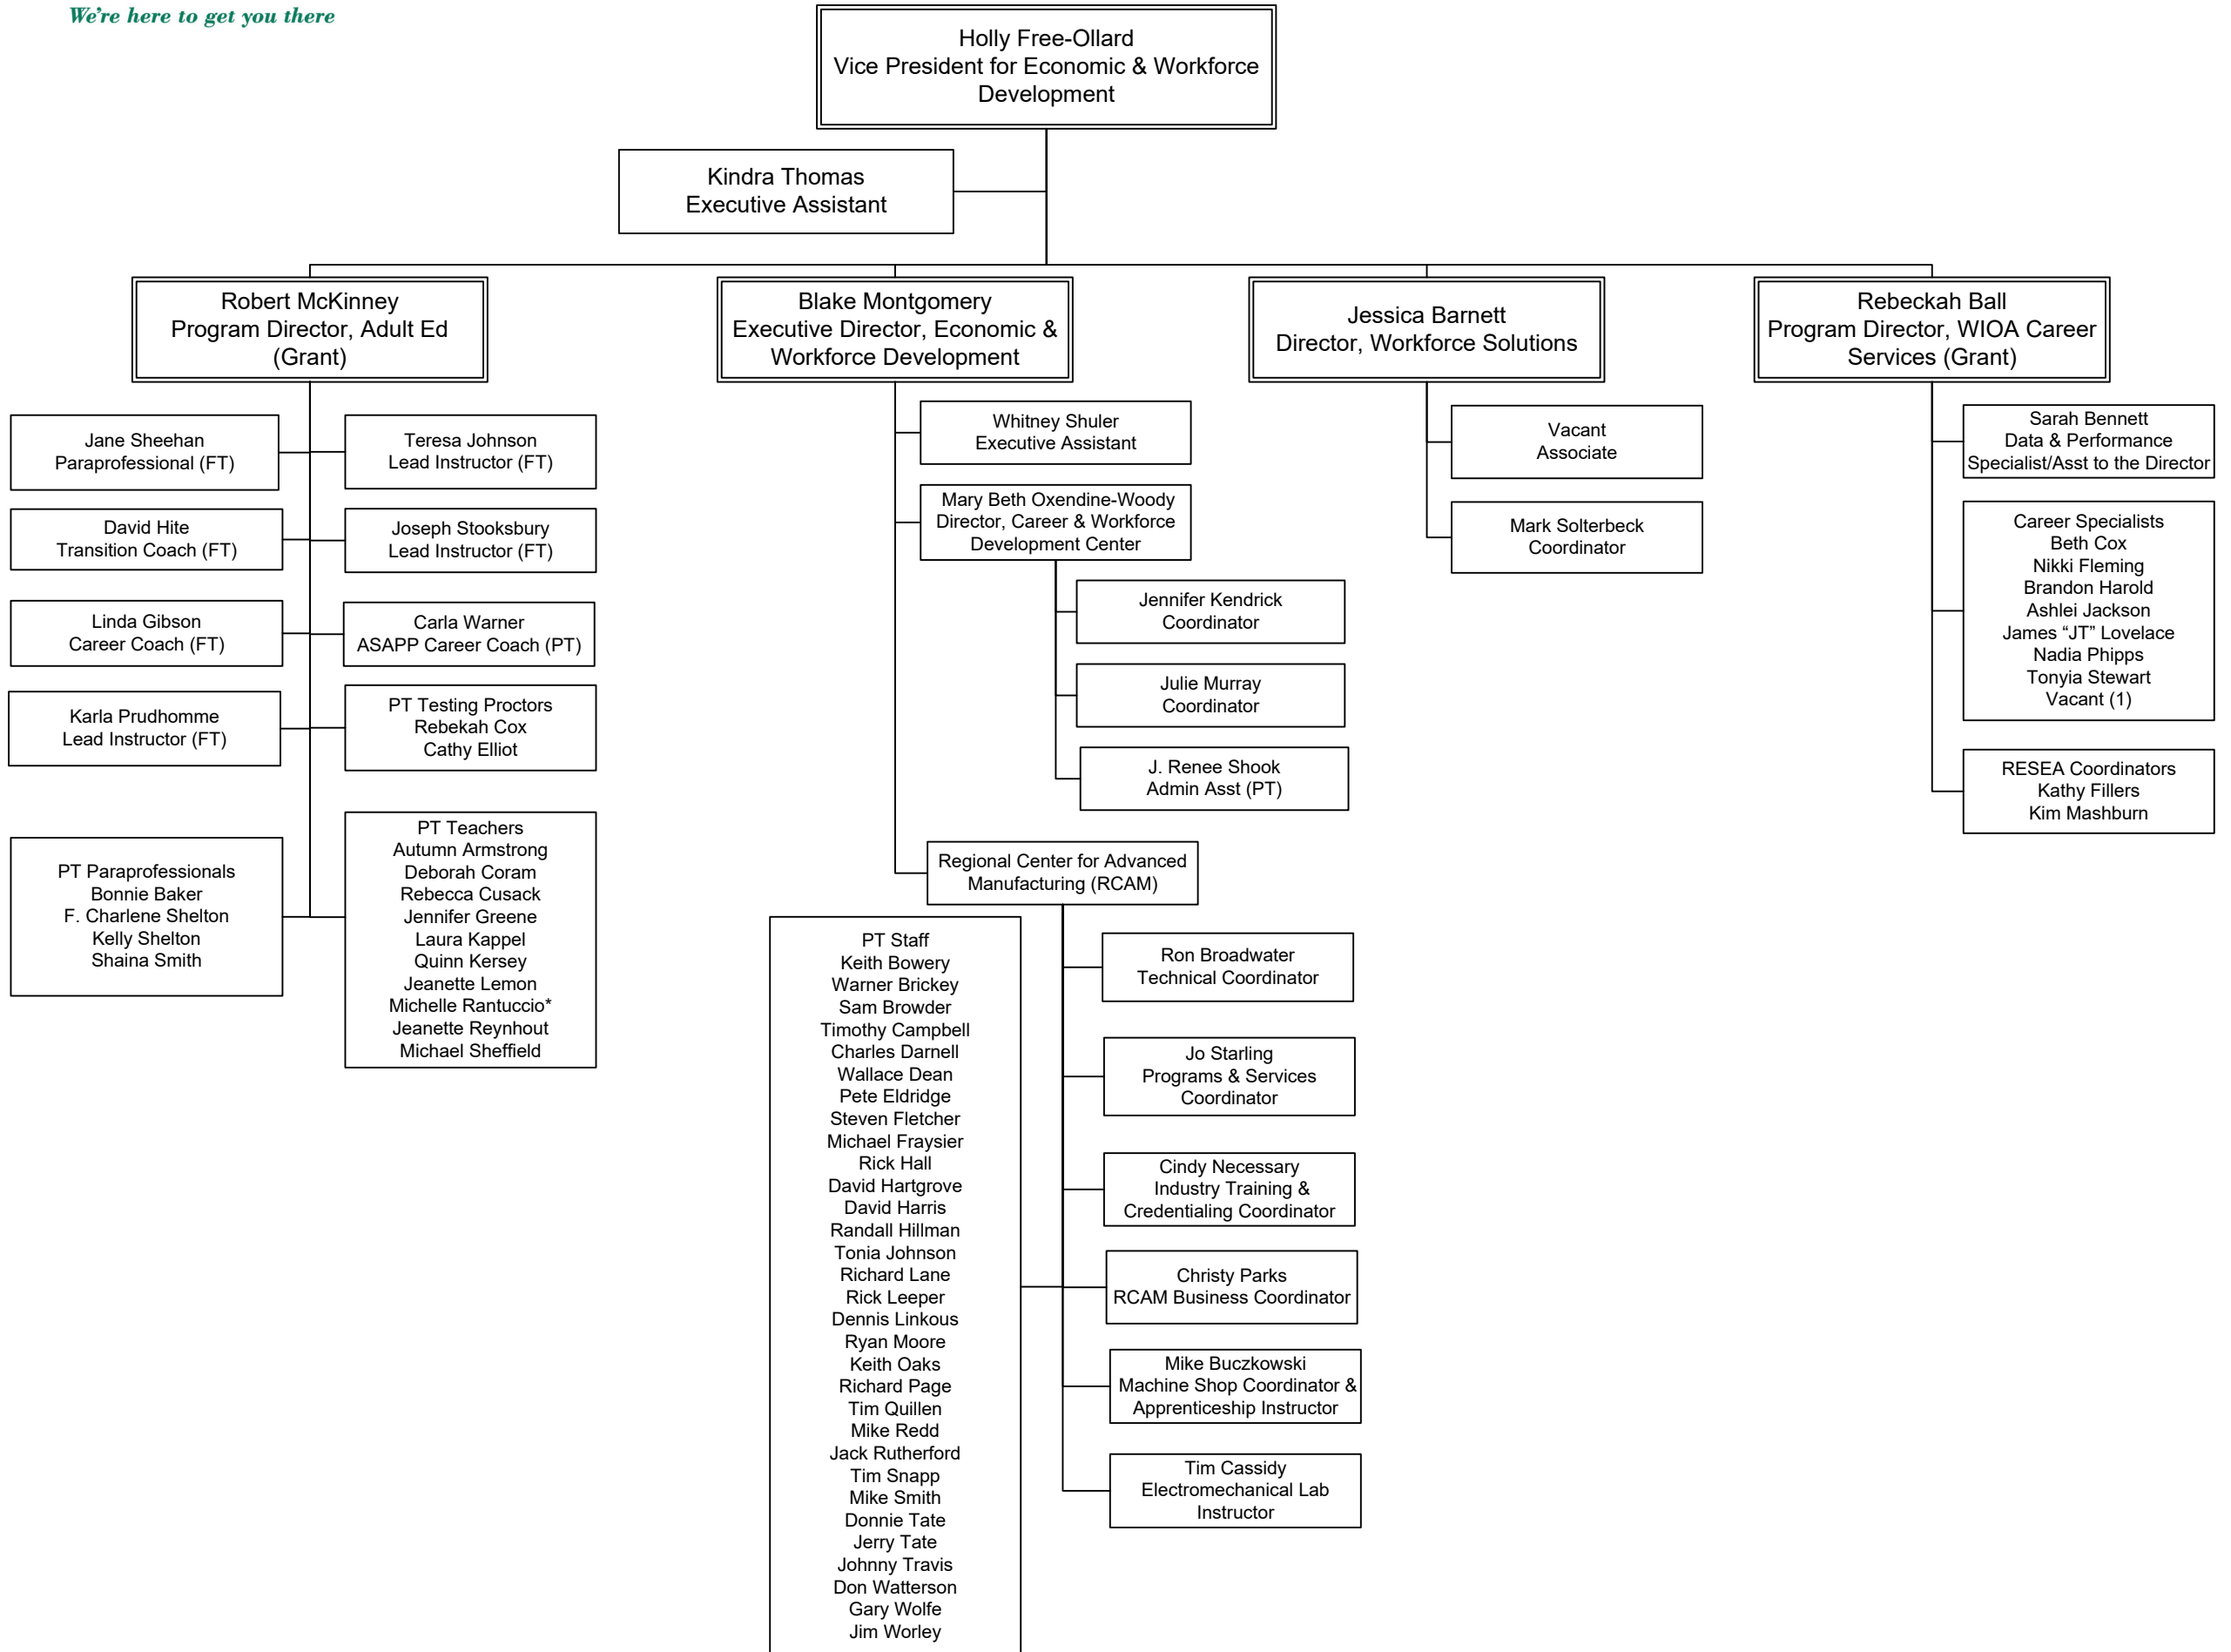 We're here to get you there
Holly Free-Ollard
Vice President for Economic & Workforce
Development
Kindra Thomas
Executive Assistant
Robert McKinney
Program Director, Adult Ed
(Grant)
Blake Montgomery
Executive Director, Economic &
Workforce Development
Jessica Barnett
Director, Workforce Solutions
Rebeckah Ball
Program Director, WIOA Career
Services (Grant)
Jane Sheehan
Paraprofessional (FT)
Teresa Johnson
Lead Instructor (FT)
David Hite
Transition Coach (FT)
Joseph Stooksbury
Lead Instructor (FT)
Linda Gibson
Career Coach (FT)
Carla Warner
ASAPP Career Coach (PT)
Karla Prudhomme
Lead Instructor (FT)
PT Testing Proctors
Rebekah Cox
Cathy Elliot
PT Paraprofessionals
Bonnie Baker
F. Charlene Shelton
Kelly Shelton
Shaina Smith
PT Teachers
Autumn Armstrong
Deborah Coram
Rebecca Cusack
Jennifer Greene
Laura Kappel
Quinn Kersey
Jeanette Lemon
Michelle Rantuccio*
Jeanette Reynhout
Michael Sheffield
Whitney Shuler
Executive Assistant
Mary Beth Oxendine-Woody
Director, Career & Workforce
Development Center
Jennifer Kendrick
Coordinator
Julie Murray
Coordinator
J. Renee Shook
Admin Asst (PT)
Regional Center for Advanced
Manufacturing (RCAM)
PT Staff
Keith Bowery
Warner Brickey
Sam Browder
Timothy Campbell
Charles Darnell
Wallace Dean
Pete Eldridge
Steven Fletcher
Michael Fraysier
Rick Hall
David Hartgrove
David Harris
Randall Hillman
Tonia Johnson
Richard Lane
Rick Leeper
Dennis Linkous
Ryan Moore
Keith Oaks
Richard Page
Tim Quillen
Mike Redd
Jack Rutherford
Tim Snapp
Mike Smith
Donnie Tate
Jerry Tate
Johnny Travis
Don Watterson
Gary Wolfe
Jim Worley
Ron Broadwater
Technical Coordinator
Jo Starling
Programs & Services
Coordinator
Cindy Necessary
Industry Training &
Credentialing Coordinator
Christy Parks
RCAM Business Coordinator
Mike Buczkowski
Machine Shop Coordinator &
Apprenticeship Instructor
Tim Cassidy
Electromechanical Lab
Instructor
Vacant
Associate
Mark Solterbeck
Coordinator
Sarah Bennett
Data & Performance
Specialist/Asst to the Director
Career Specialists
Beth Cox
Nikki Fleming
Brandon Harold
Ashlei Jackson
James “JT” Lovelace
Nadia Phipps
Tonyia Stewart
Vacant (1)
RESEA Coordinators
Kathy Fillers
Kim Mashburn